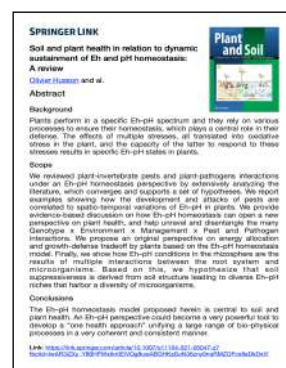 SPRINGER LINK
Soil and plant health in relation to dynamic
sustainment of Eh and pH homeostasis:
A review
Olivier Husson and al.
Plant
and Soil
Abstract
Background
Plants perform in a specific Eh–pH spectrum and they rely on various
processes to ensure their homeostasis, which plays a central role in their
defense. The effects of multiple stresses, all translated into oxidative
stress in the plant, and the capacity of the latter to respond to these
stresses results in specific Eh–pH states in plants.
Scope
We reviewed plant-invertebrate pests and plant-pathogens interactions
under an Eh–pH homeostasis perspective by extensively analyzing the
literature, which converges and supports a set of hypotheses. We report
examples showing how the development and attacks of pests are
correlated to spatio-temporal variations of Eh–pH in plants. We provide
evidence-based discussion on how Eh–pH homeostasis can open a new
perspective on plant health, and help unravel and disentangle the many
Genotype x Environment x Management x Pest and Pathogen
interactions. We propose an original perspective on energy allocation
and growth-defense tradeoff by plants based on the Eh–pH homeostasis
model. Finally, we show how Eh–pH conditions in the rhizosphere are the
results of multiple interactions between the root system and
microorganisms. Based on this, we hypothesize that soil
suppressiveness is derived from soil structure leading to diverse Eh–pH
niches that harbor a diversity of microorganisms.
Conclusions
The Eh–pH homeostasis model proposed herein is central to soil and
plant health. An Eh–pH perspective could become a very powerful tool to
develop a "one health approach" unifying a large range of bio-physical
processes in a very coherent and consistent manner.
Link: